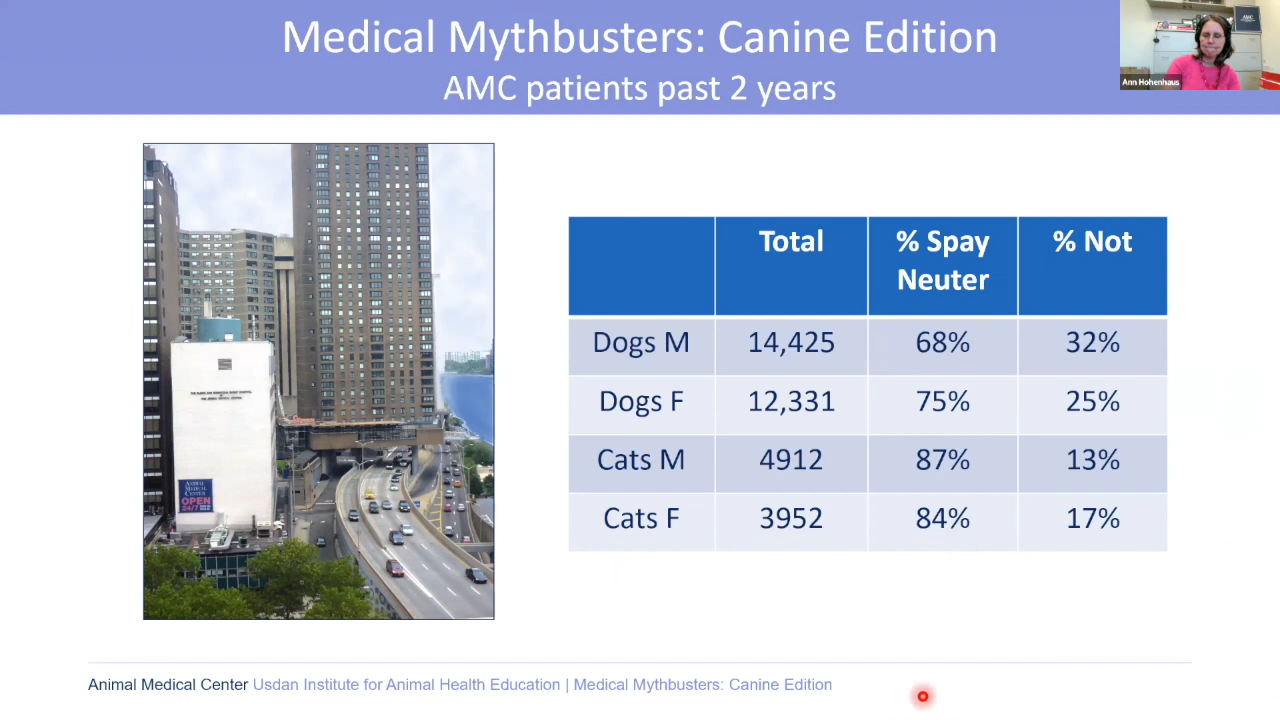 Medical Mythbusters: Canine Edition
AMC patients past 2 years
Ann Hohenhaus
AMC
ANIMAL
MEDICAL
CENTER
OPEN
24/7
Total % Spay Neuter % Not
Dogs M 14,425 68% 32%
Dogs F 12,331 75% 25%
Cats M 4912 87% 13%
Cats F 3952 84% 17%
Animal Medical Center Usdan Institute for Animal Health Education | Medical Mythbusters: Canine Edition